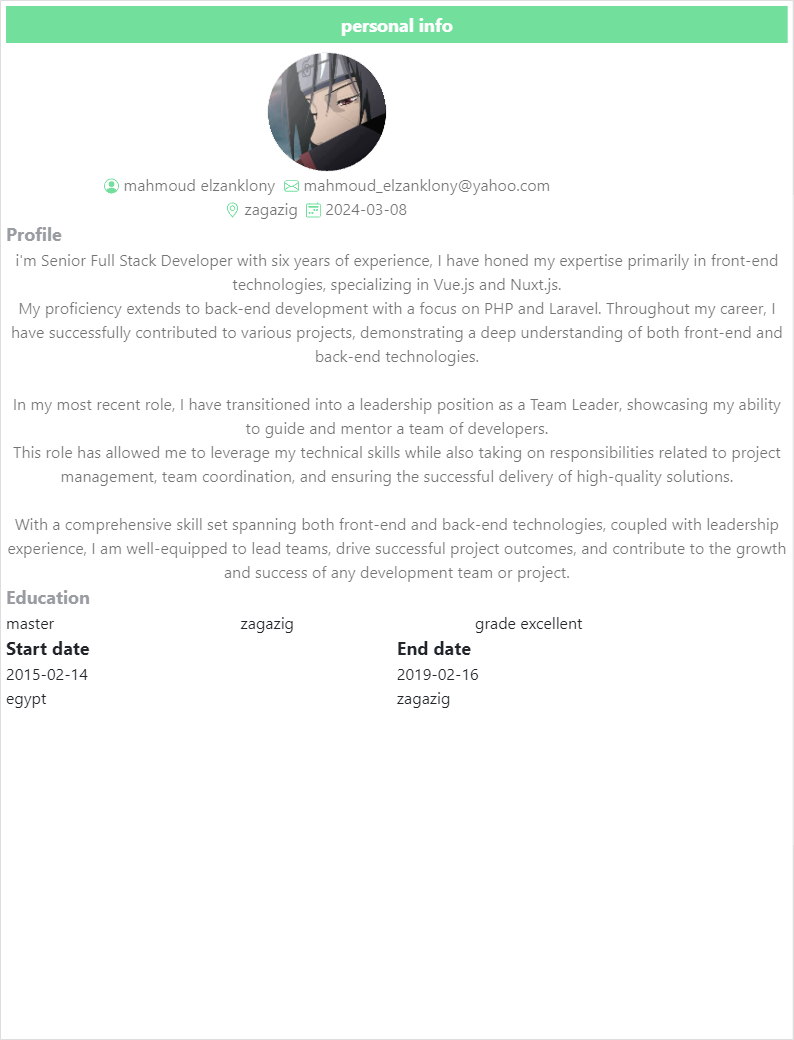 personal info
mahmoud elzanklony mahmoud_elzanklony@yahoo.com
zagazig 2024-03-08
Profile
i'm Senior Full Stack Developer with six years of experience, I have honed my expertise primarily in front-end
technologies, specializing in Vue.js and Nuxt.js.
My proficiency extends to back-end development with a focus on PHP and Laravel. Throughout my career, I
have successfully contributed to various projects, demonstrating a deep understanding of both front-end and
back-end technologies.
In my most recent role, I have transitioned into a leadership position as a Team Leader, showcasing my ability
to guide and mentor a team of developers.
This role has allowed me to leverage my technical skills while also taking on responsibilities related to project
management, team coordination, and ensuring the successful delivery of high-quality solutions.
With a comprehensive skill set spanning both front-end and back-end technologies, coupled with leadership
experience, I am well-equipped to lead teams, drive successful project outcomes, and contribute to the growth
and success of any development team or project.
Education
master zagazig grade excellent
Start date End date
2015-02-14 2019-02-16
egypt zagazig